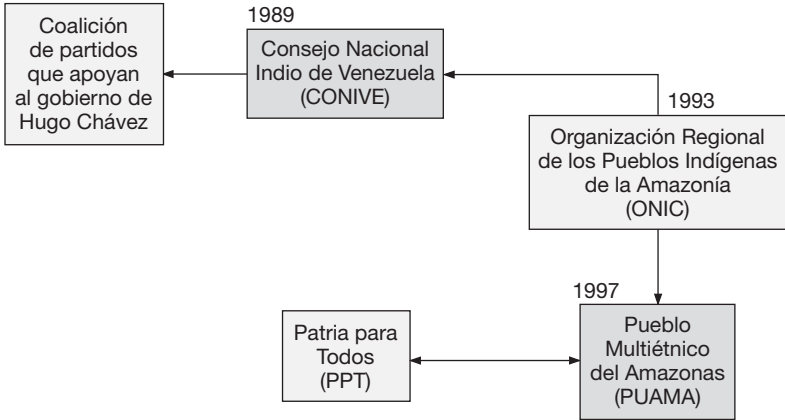 Coalición
de partidos
que apoyan
al gobierno de
Hugo Chávez
1989
Consejo Nacional
Indio de Venezuela
(CONIVE)
1993
Organización Regional
de los Pueblos Indígenas
de la Amazonía
(ONIC)
1997
Patria para
Todos
(PPT)
Pueblo
Multiétnico
del Amazonas
(PUAMA)